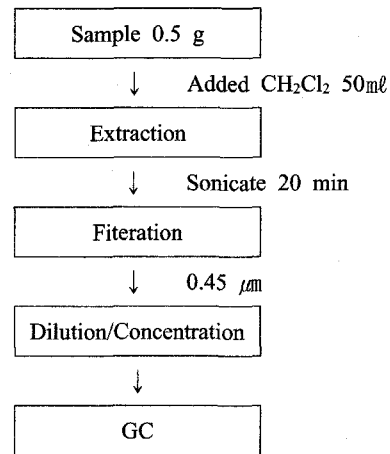 Sample 0.5 g
↓ Added CH₂Cl₂ 50㎖
Extraction
↓ Sonicate 20 min
Fiteration
↓ 0.45 ㎛
Dilution/Concentration
↓
GC